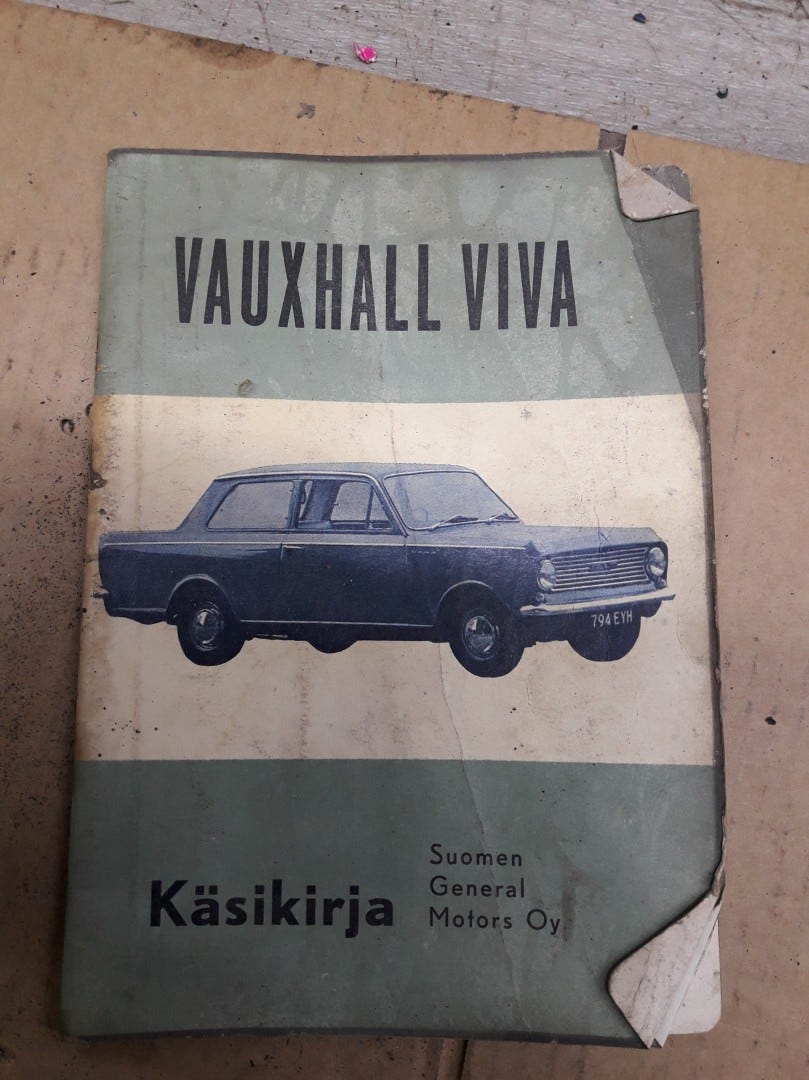 VAUXHALL VIVA
794 EYH
Käsikirja
Suomen
General
Motors Oy